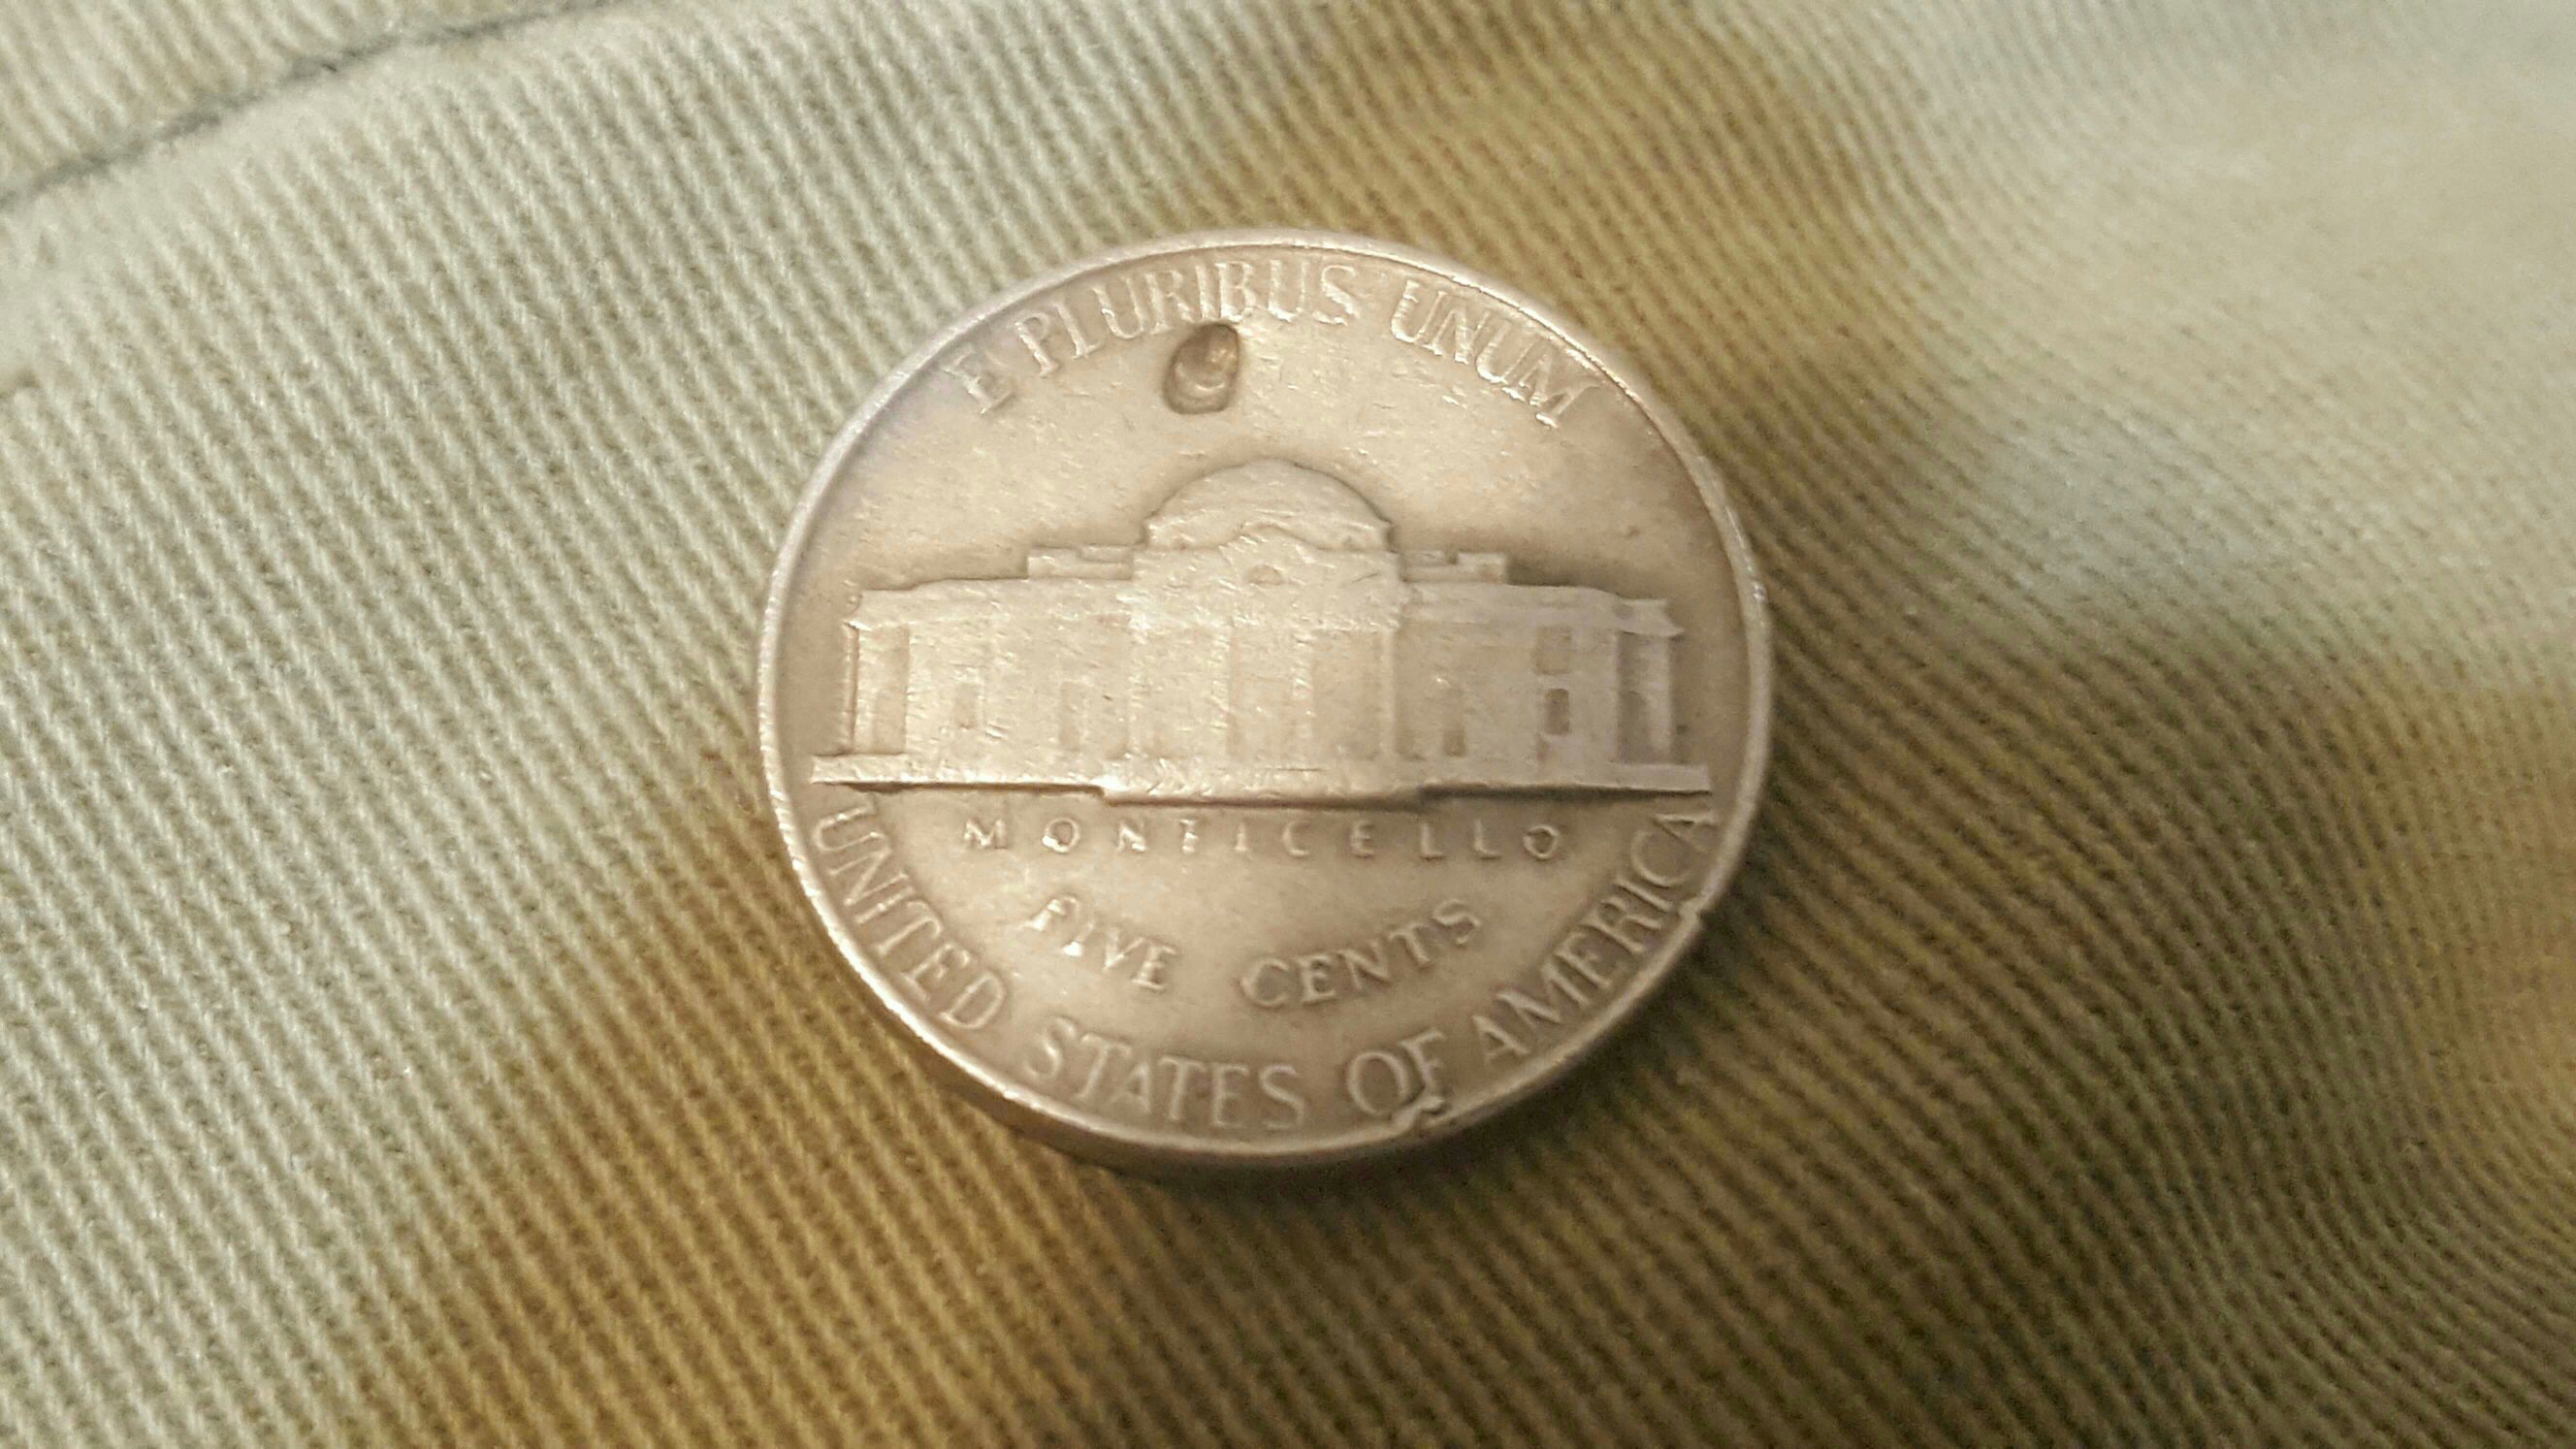 E PLURIBUS UNUM
MONTICELLO
FIVE CENTS
UNITED STATES OF AMERICA